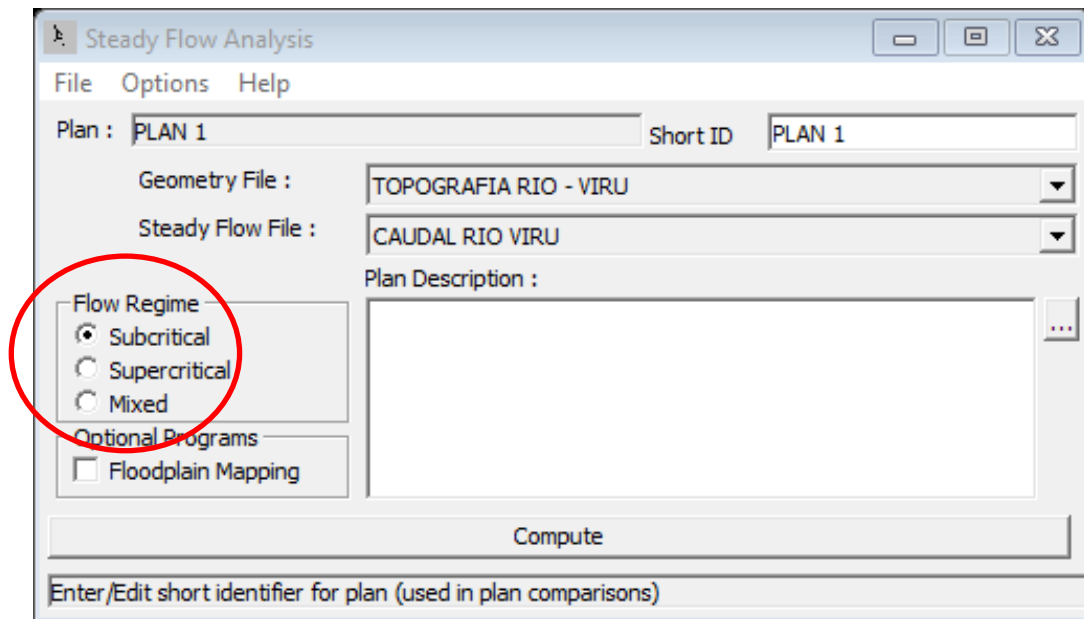 Steady Flow Analysis
File Options Help
Plan : PLAN 1 Short ID PLAN 1
Geometry File : TOPOGRAFIA RIO - VIRU
Steady Flow File : CAUDAL RIO VIRU
Plan Description :
...
Flow Regime
Subcritical
Supercritical
Mixed
Optional Programs
Floodplain Mapping
Compute
Enter/Edit short identifier for plan (used in plan comparisons)